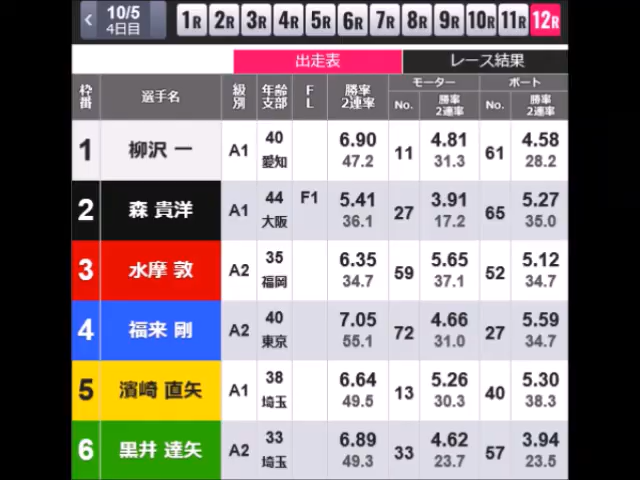 10/5
4日目
1R 2R 3R 4R 5R 6R 7R 8R 9R 10R 11R 12R
出走表 レース結果
枠番 選手名 級別 年齢支部 F L 勝率2連率 モーター ボート
No. 勝率2連率 No. 勝率2連率
1 柳沢 一 A1 40 愛知 6.90 47.2 11 4.81 31.3 61 4.58 28.2
2 森 貴洋 A1 44 大阪 F1 5.41 36.1 27 3.91 17.2 65 5.27 35.0
3 水摩 敦 A2 35 福岡 6.35 34.7 59 5.65 37.1 52 5.12 34.7
4 福来 剛 A2 40 東京 7.05 55.1 72 4.66 31.0 27 5.59 34.7
5 濱崎 直矢 A1 38 埼玉 6.64 49.5 13 5.26 30.3 40 5.30 38.3
6 黒井 達矢 A2 33 埼玉 6.89 49.3 33 4.62 23.7 57 3.94 23.5